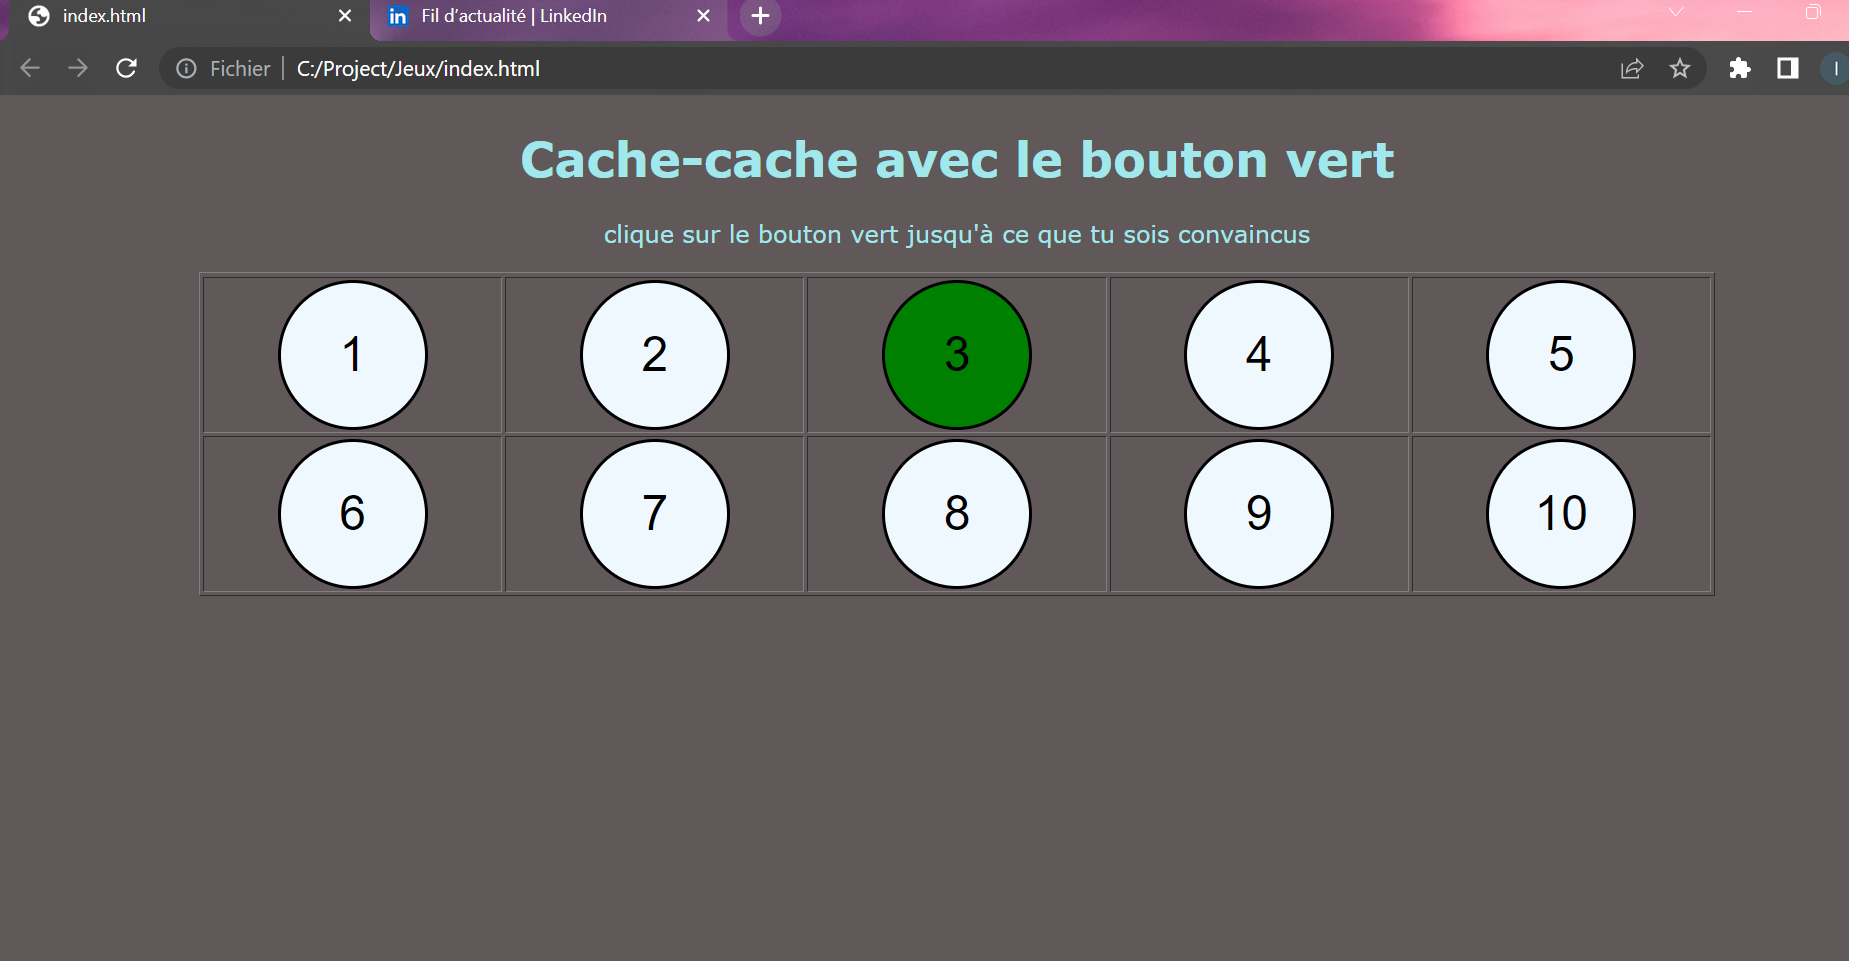 index.html
in Fil d’actualité | LinkedIn
Fichier | C:/Project/Jeux/index.html
I
Cache-cache avec le bouton vert
clique sur le bouton vert jusqu'à ce que tu sois convaincus
1 2 3 4 5
6 7 8 9 10